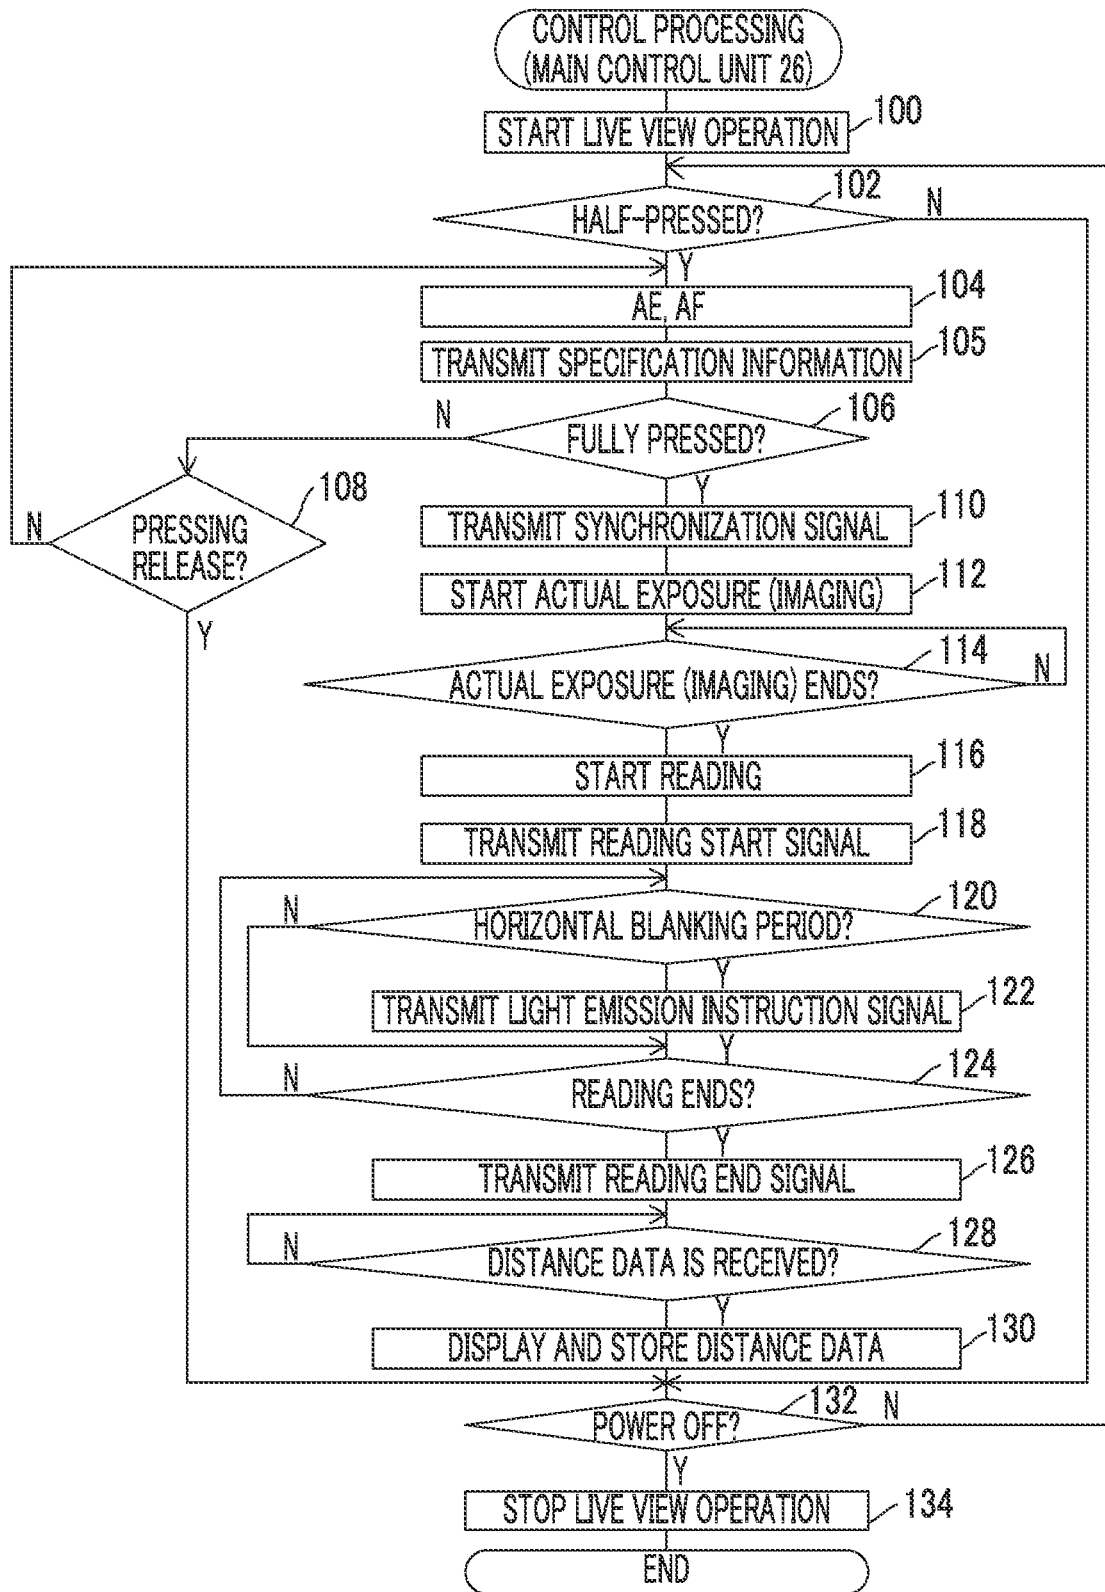 CONTROL PROCESSING
(MAIN CONTROL UNIT 26)
START LIVE VIEW OPERATION
100
HALF-PRESSED?
102
N
Y
AE, AF
104
TRANSMIT SPECIFICATION INFORMATION
105
FULLY PRESSED?
106
N
Y
PRESSING
RELEASE?
108
N
Y
TRANSMIT SYNCHRONIZATION SIGNAL
110
START ACTUAL EXPOSURE (IMAGING)
112
ACTUAL EXPOSURE (IMAGING) ENDS?
114
N
Y
START READING
116
TRANSMIT READING START SIGNAL
118
HORIZONTAL BLANKING PERIOD?
120
N
Y
TRANSMIT LIGHT EMISSION INSTRUCTION SIGNAL
122
Y
READING ENDS?
124
N
Y
TRANSMIT READING END SIGNAL
126
DISTANCE DATA IS RECEIVED?
128
N
Y
DISPLAY AND STORE DISTANCE DATA
130
POWER OFF?
132
N
Y
STOP LIVE VIEW OPERATION
134
END